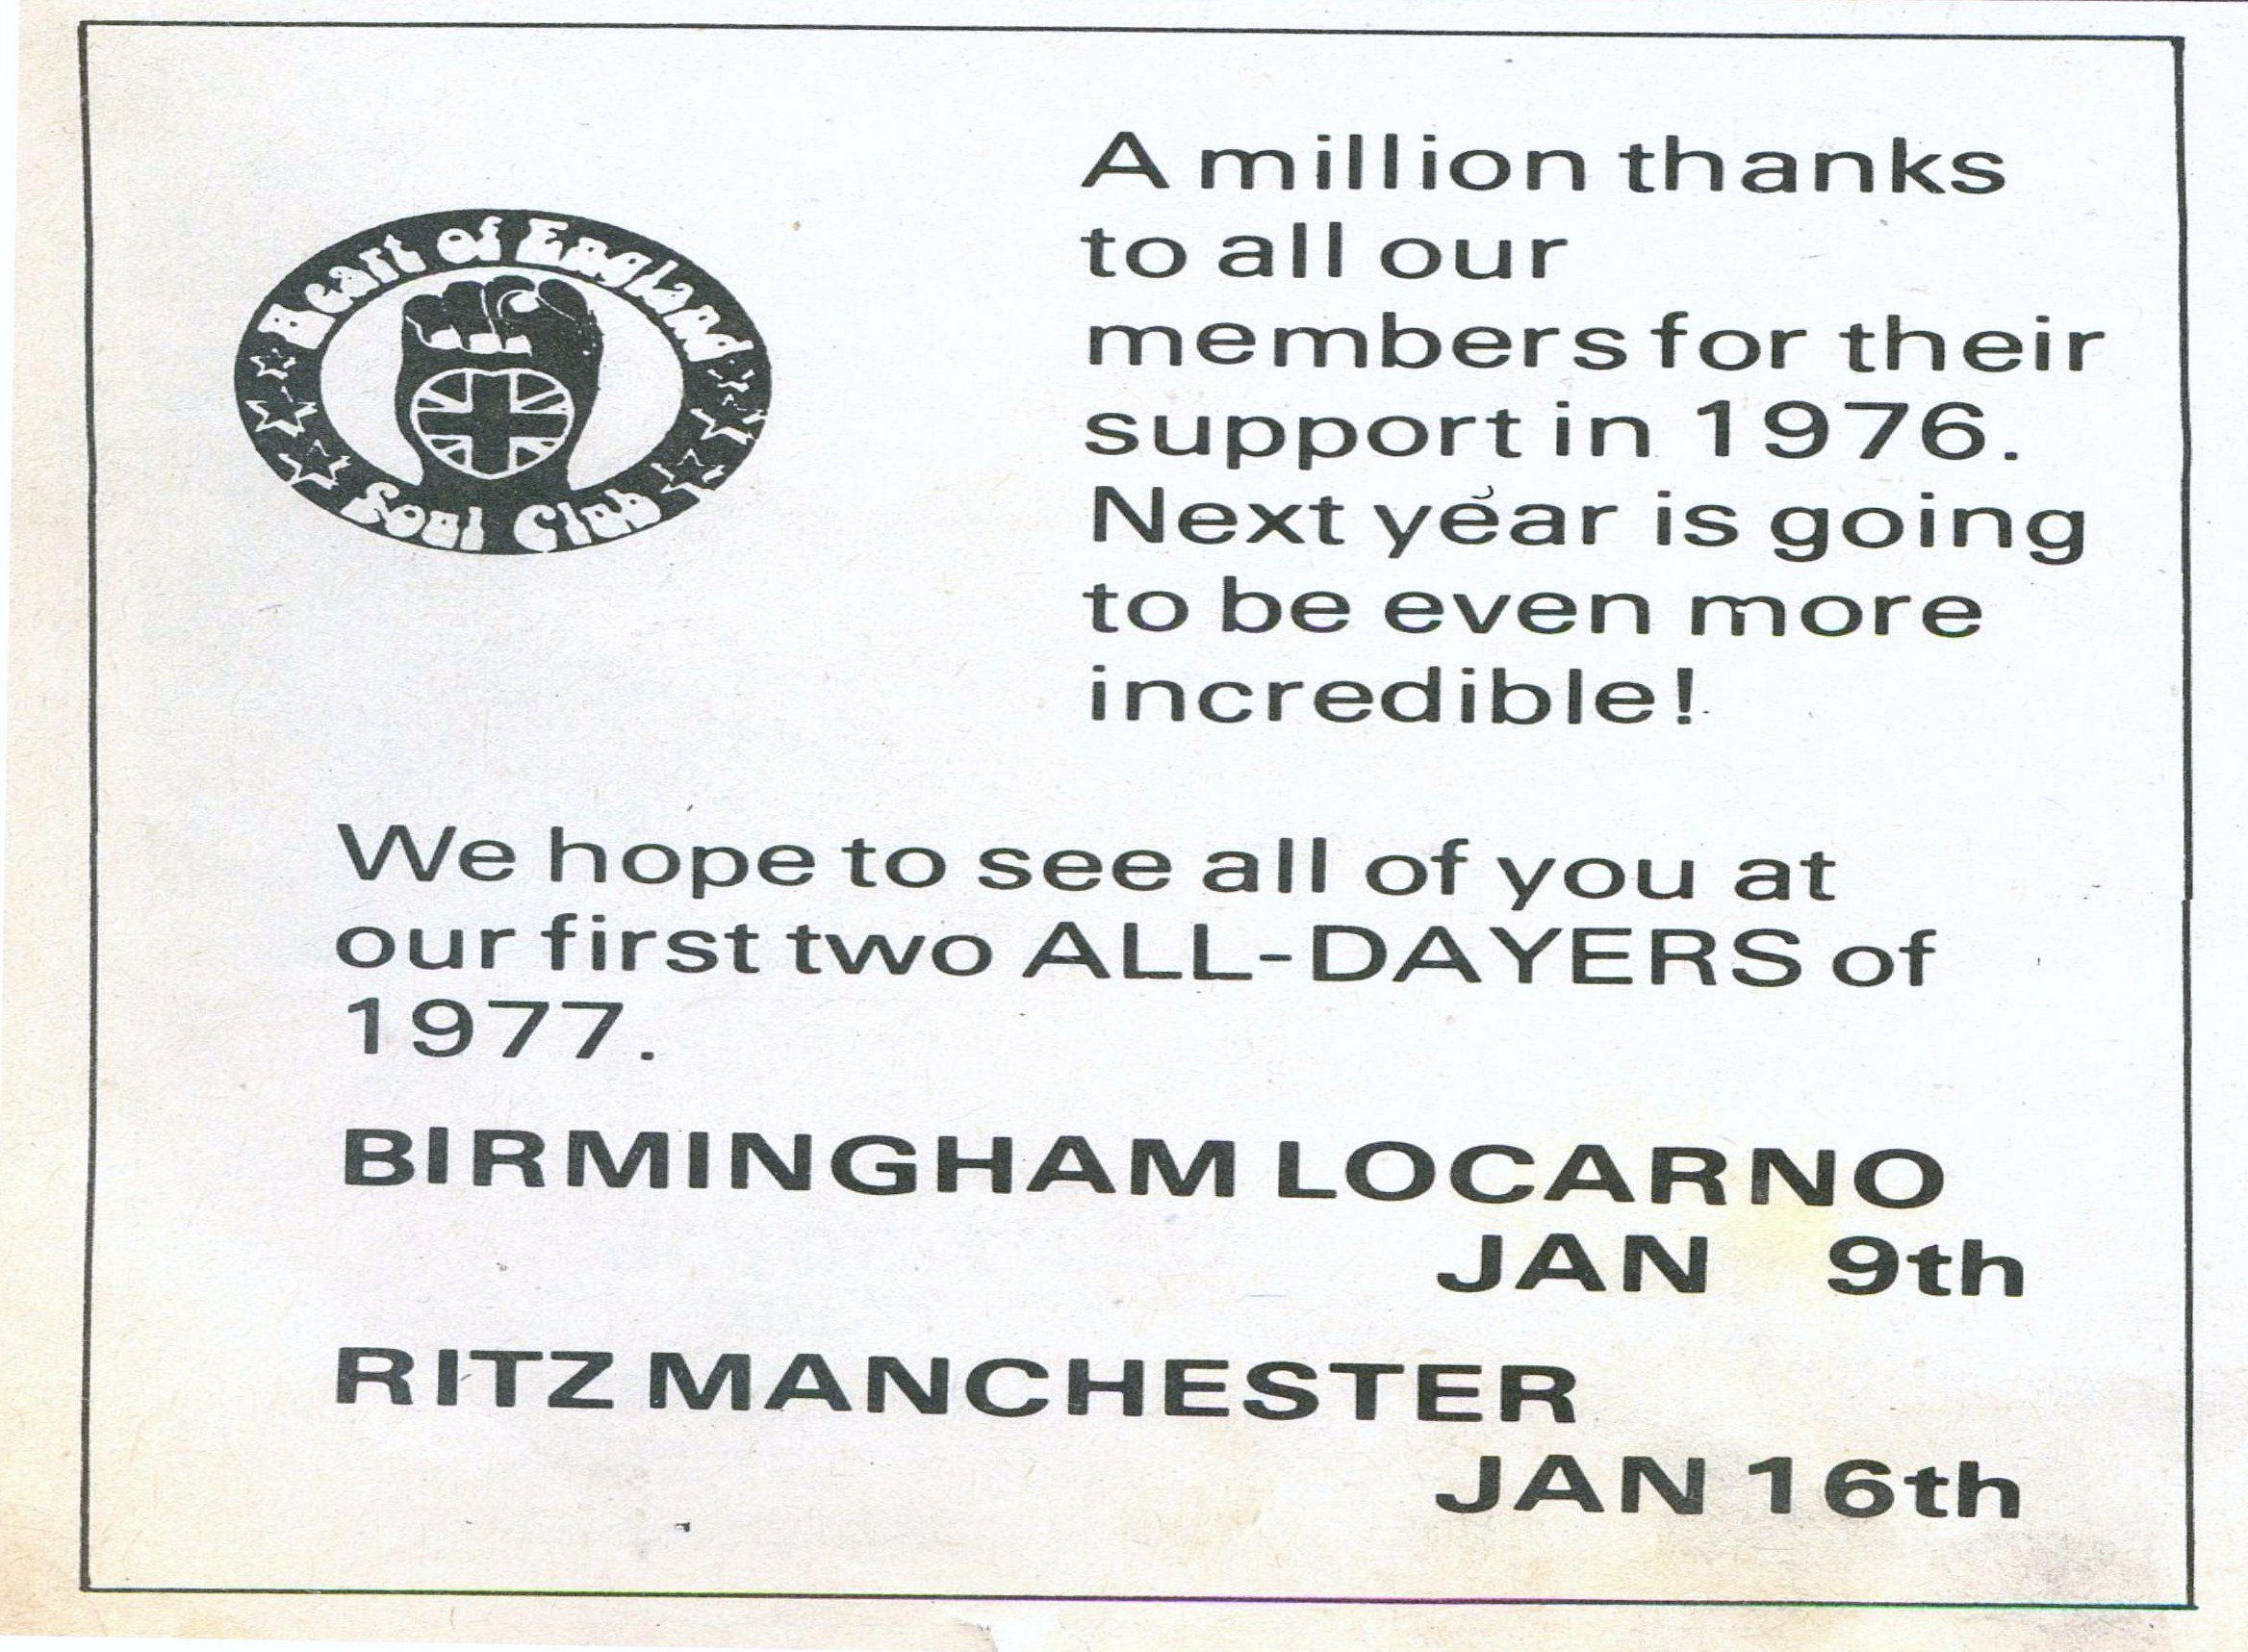 Heart of England
Soul Club
A million thanks
to all our
members for their
support in 1976.
Next year is going
to be even more
incredible!
We hope to see all of you at
our first two ALL-DAYERS of
1977.
BIRMINGHAM LOCARNO
JAN 9th
RITZ MANCHESTER
JAN 16th